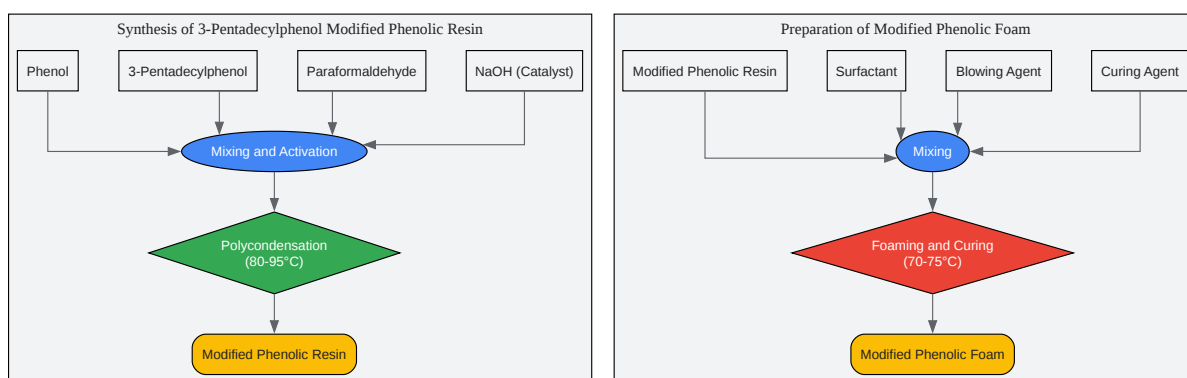 Synthesis of 3-Pentadecylphenol Modified Phenolic Resin
Phenol
3-Pentadecylphenol
Paraformaldehyde
NaOH (Catalyst)
Mixing and Activation
Polycondensation
(80-95°C)
Modified Phenolic Resin
Preparation of Modified Phenolic Foam
Modified Phenolic Resin
Surfactant
Blowing Agent
Curing Agent
Mixing
Foaming and Curing
(70-75°C)
Modified Phenolic Foam